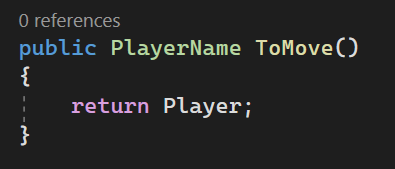 0 references
public PlayerName ToMove()
{
    return Player;
}